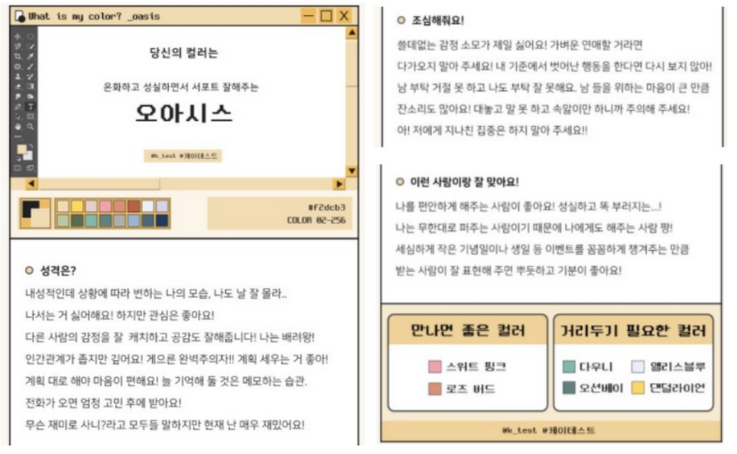 What is my color? _oasis
당신의 컬러는
온화하고 성실하면서 서포트 잘해주는
오아시스
#k_test #케이테스트
#f2dcb3
COLOR 02-256
성격은?
내성적인데 상황에 따라 변하는 나의 모습, 나도 날 잘 몰라..
나서는 거 싫어해요! 하지만 관심은 좋아요!
다른 사람의 감정을 잘 캐치하고 공감도 잘해줍니다! 나는 배려왕!
인간관계가 좁지만 깊어요! 게으른 완벽주의자!! 계획 세우는 거 좋아!
계획 대로 해야 마음이 편해요! 늘 기억해 둘 것은 메모하는 습관.
전화가 오면 엄청 고민 후에 받아요!
무슨 재미로 사니?라고 모두들 말하지만 현재 난 매우 재밌어요!
조심해줘요!
쓸데없는 감정 소모가 제일 싫어요! 가벼운 연애할 거라면
다가오지 말아 주세요! 내 기준에서 벗어난 행동을 한다면 다시 보지 않아!
남 부탁 거절 못 하고 나도 부탁 잘 못해요. 남 들을 위하는 마음이 큰 만큼
잔소리도 많아요! 대놓고 말 못 하고 속앓이만 하니까 주의해 주세요!
아! 저에게 지나친 집중은 하지 말아 주세요!!
이런 사람이랑 잘 맞아요!
나를 편안하게 해주는 사람이 좋아요! 성실하고 똑 부러지는...!
나는 무한대로 퍼주는 사람이기 때문에 나에게도 해주는 사람 짱!
세심하게 작은 기념일이나 생일 등 이벤트를 꼼꼼하게 챙겨주는 만큼
받는 사람이 잘 표현해 주면 뿌듯하고 기분이 좋아요!
만나면 좋은 컬러
스위트 핑크
로즈 버드
거리두기 필요한 컬러
다우니 앨리스블루
오션베이 댄덜라이언
#k_test #케이테스트